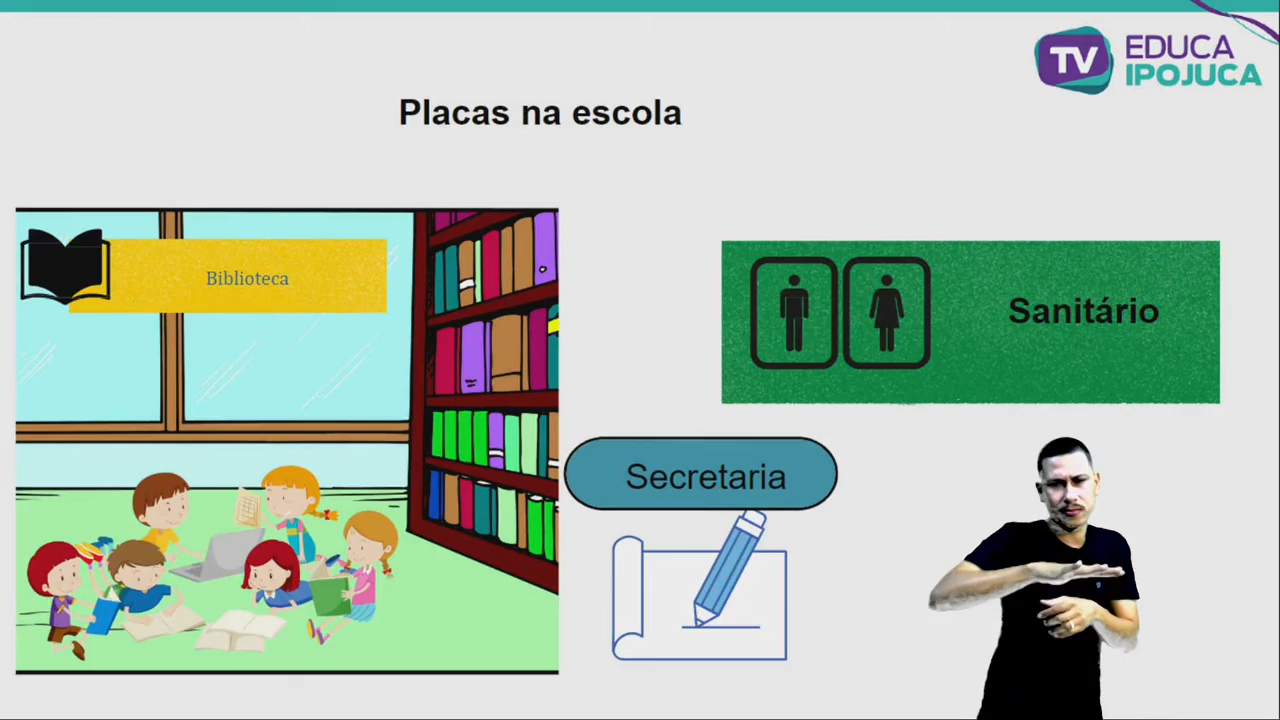 TV EDUCA
IPOJUCA
Placas na escola
Biblioteca
Sanitário
Secretaria